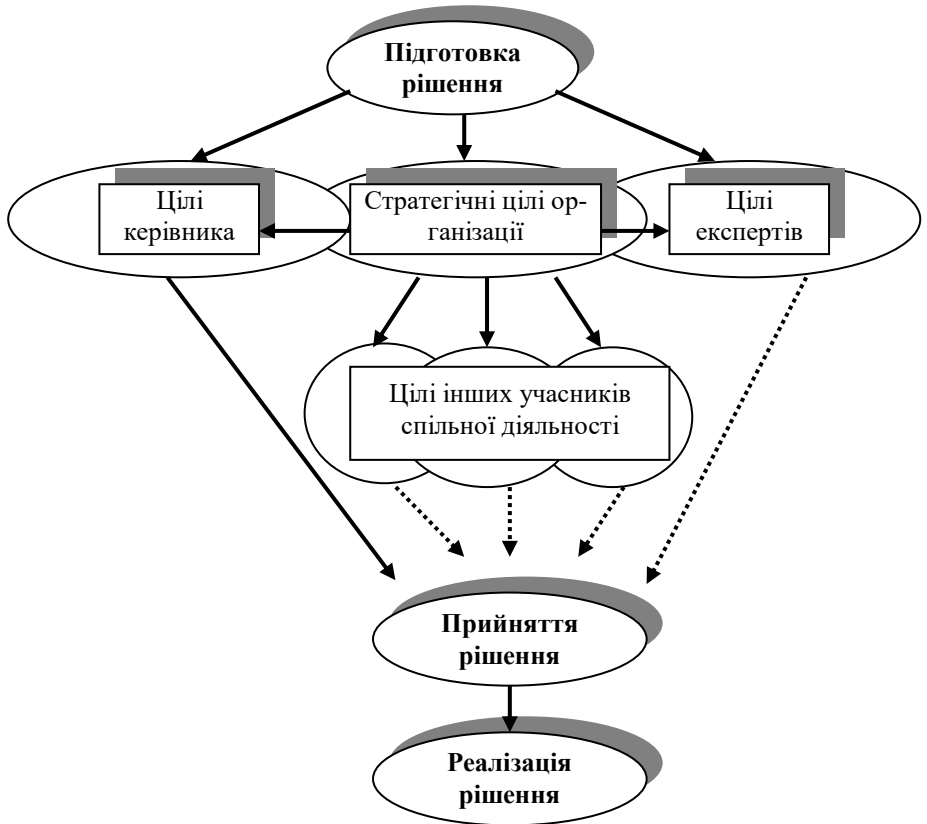 Підготовка
рішення
Цілі
керівника
Стратегічні цілі ор-
ганізації
Цілі
експертів
Цілі інших учасників
спільної діяльності
Прийняття
рішення
Реалізація
рішення